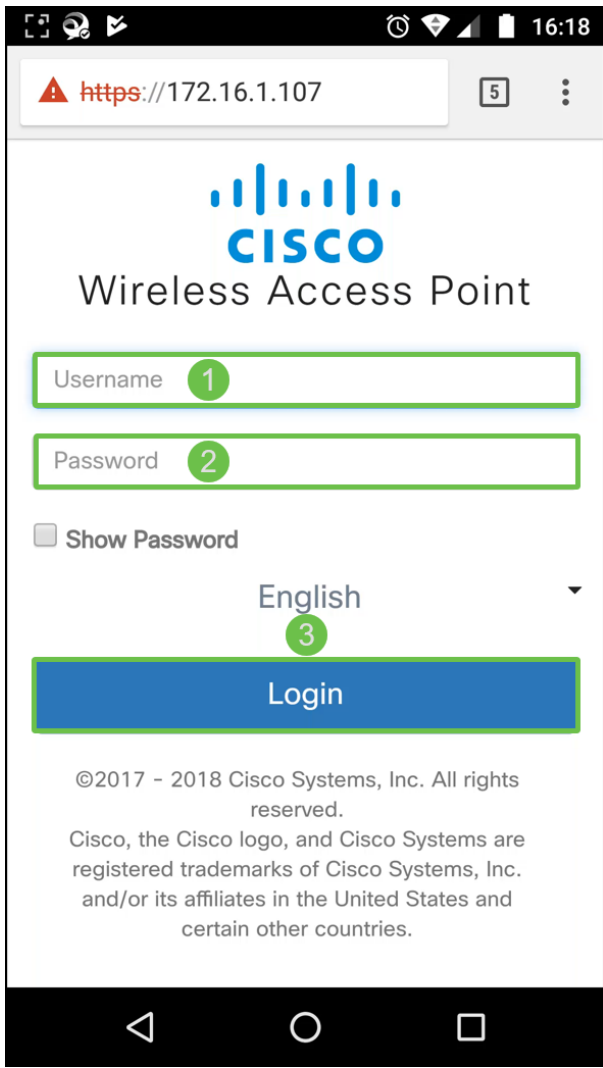 16:18
https://172.16.1.107
5
CISCO
Wireless Access Point
Username 1
Password 2
Show Password
English
3
Login
©2017 - 2018 Cisco Systems, Inc. All rights
reserved.
Cisco, the Cisco logo, and Cisco Systems are
registered trademarks of Cisco Systems, Inc.
and/or its affiliates in the United States and
certain other countries.